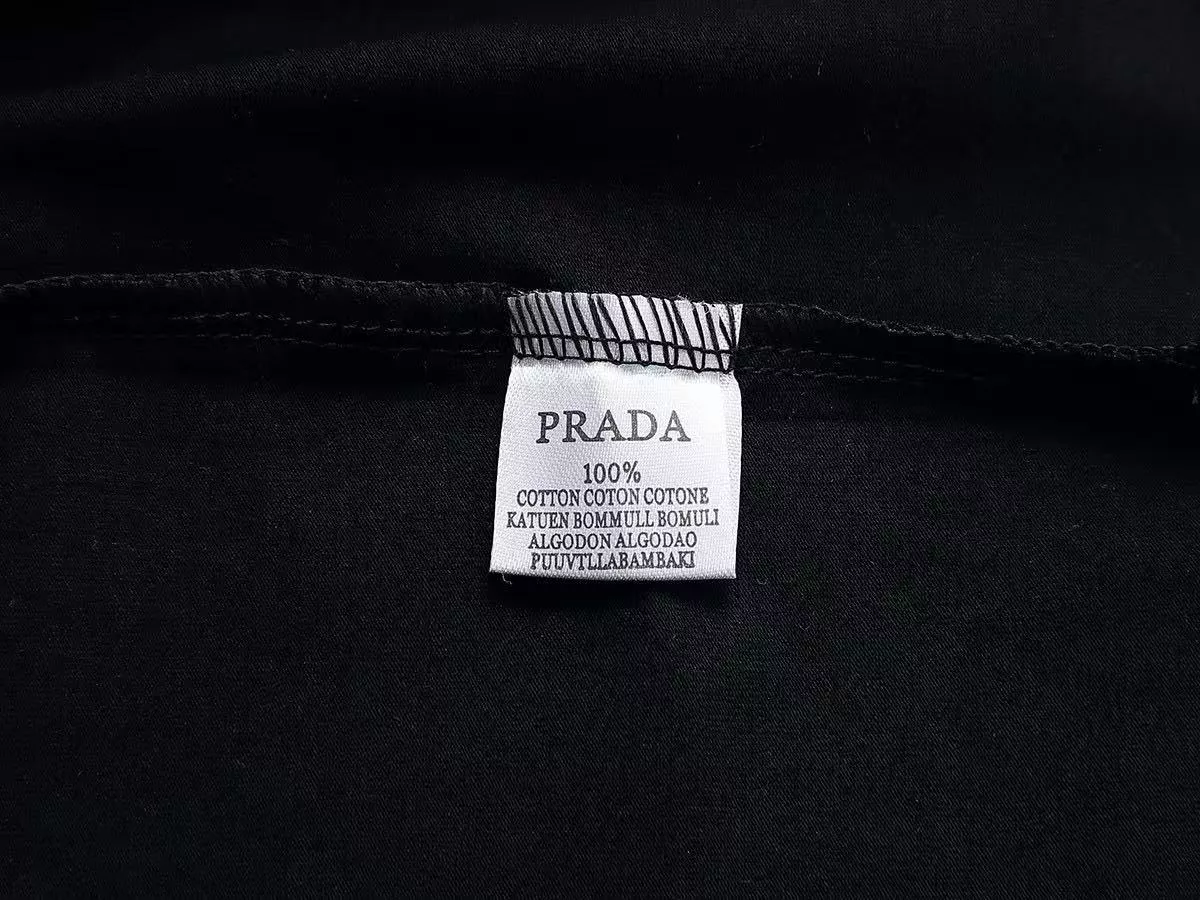 PRADA
100%
COTTON COTON COTONE
KATUEN BOMMULL BOMULI
ALGODON ALGODAO
PUUVTLLABAMBAKI